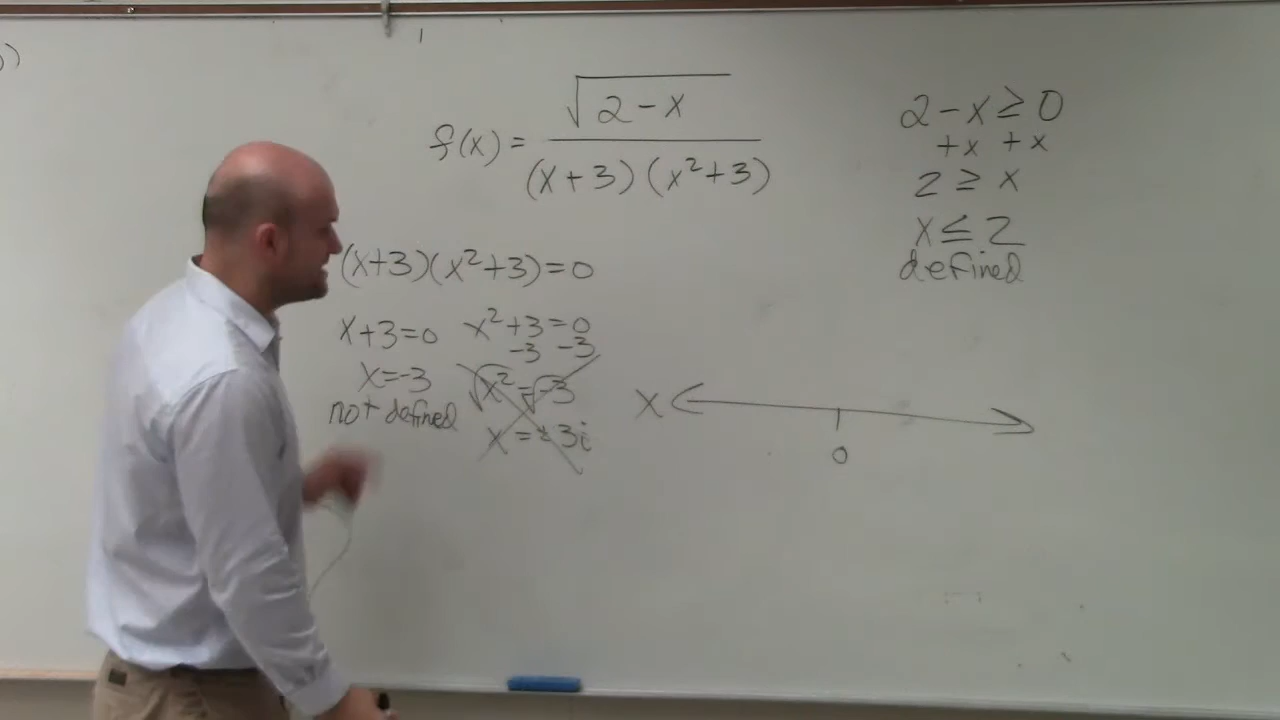 )
f(x) = √(2 - x) / (x + 3)(x² + 3)
(x+3)(x²+3)=0
x+3=0
x=-3
not defined
x²+3=0
-3 -3
√x² = √-3
x = ± 3i
2 - x ≥ 0
+x +x
2 ≥ x
x ≤ 2
defined
x
0